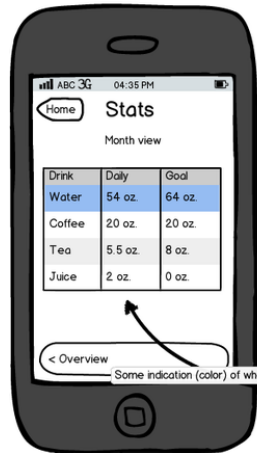 ABC 3G 04:35 PM
Home Stats
Month view
Drink Daily Goal
Water 54 oz. 64 oz.
Coffee 20 oz. 20 oz.
Tea 5.5 oz. 8 oz.
Juice 2 oz. 0 oz.
< Overview
Some indication (color) of wh